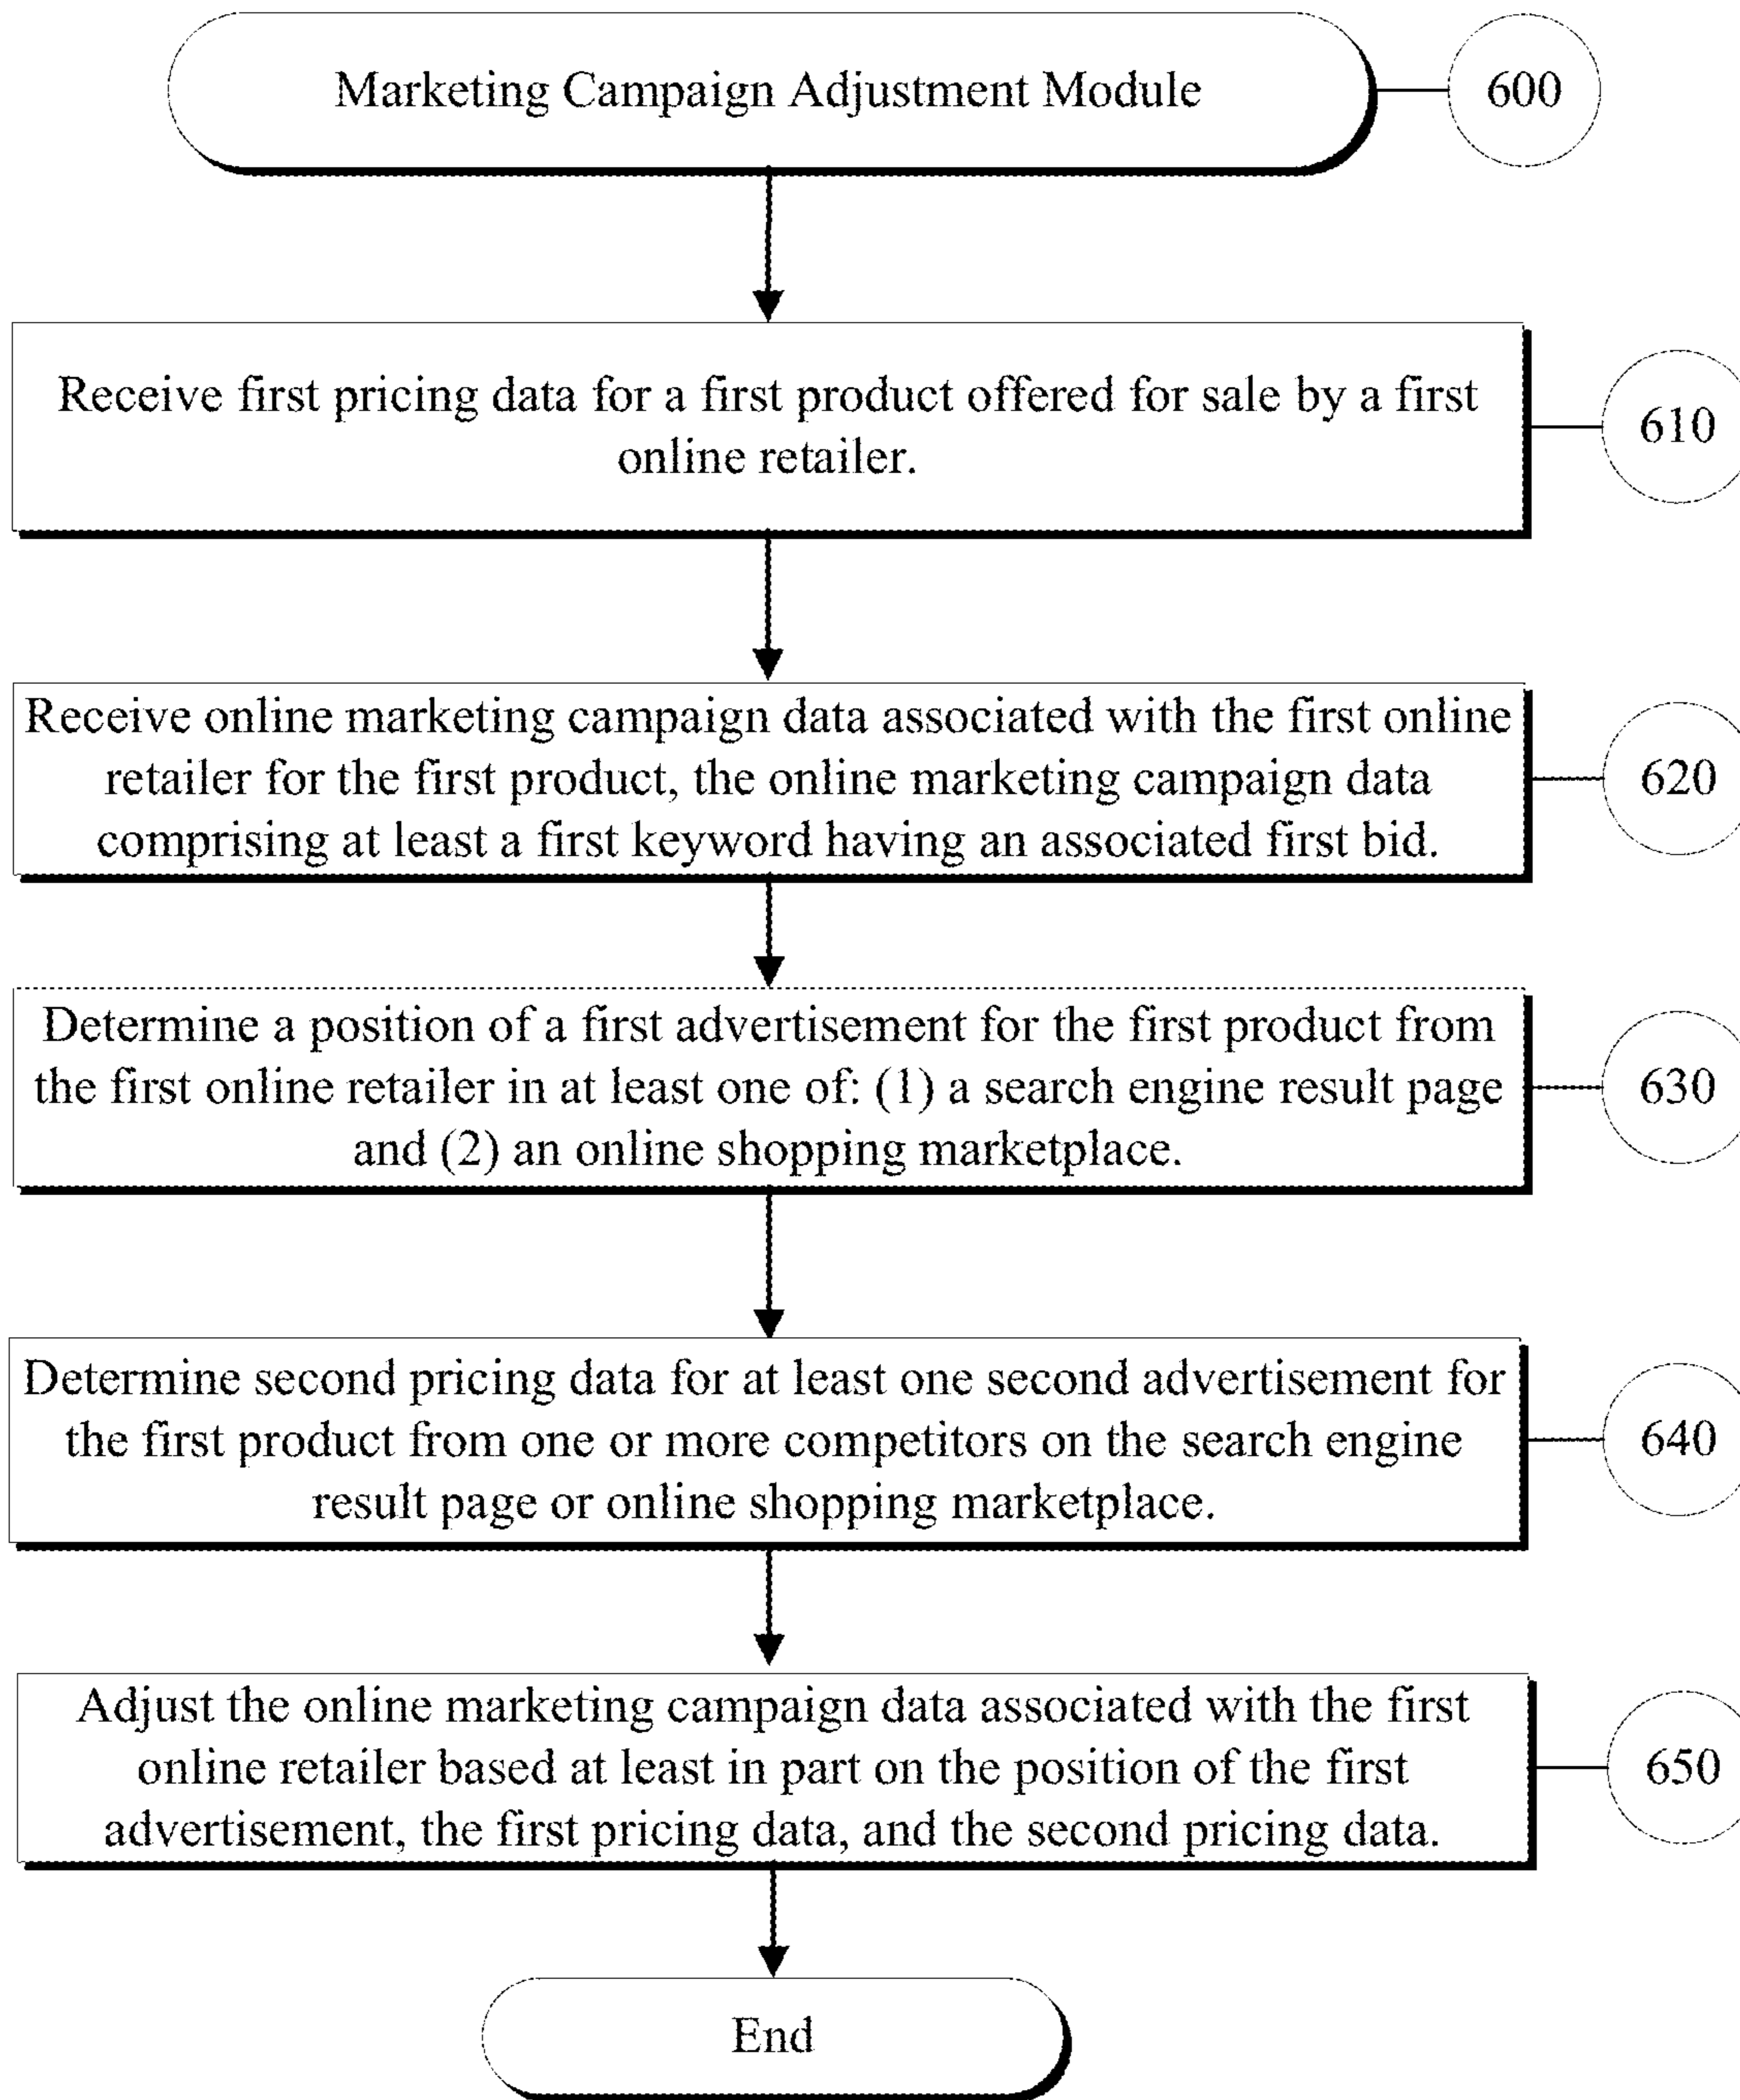 Marketing Campaign Adjustment Module
600
Receive first pricing data for a first product offered for sale by a first
online retailer.
610
Receive online marketing campaign data associated with the first online
retailer for the first product, the online marketing campaign data
comprising at least a first keyword having an associated first bid.
620
Determine a position of a first advertisement for the first product from
the first online retailer in at least one of: (1) a search engine result page
and (2) an online shopping marketplace.
630
Determine second pricing data for at least one second advertisement for
the first product from one or more competitors on the search engine
result page or online shopping marketplace.
640
Adjust the online marketing campaign data associated with the first
online retailer based at least in part on the position of the first
advertisement, the first pricing data, and the second pricing data.
650
End